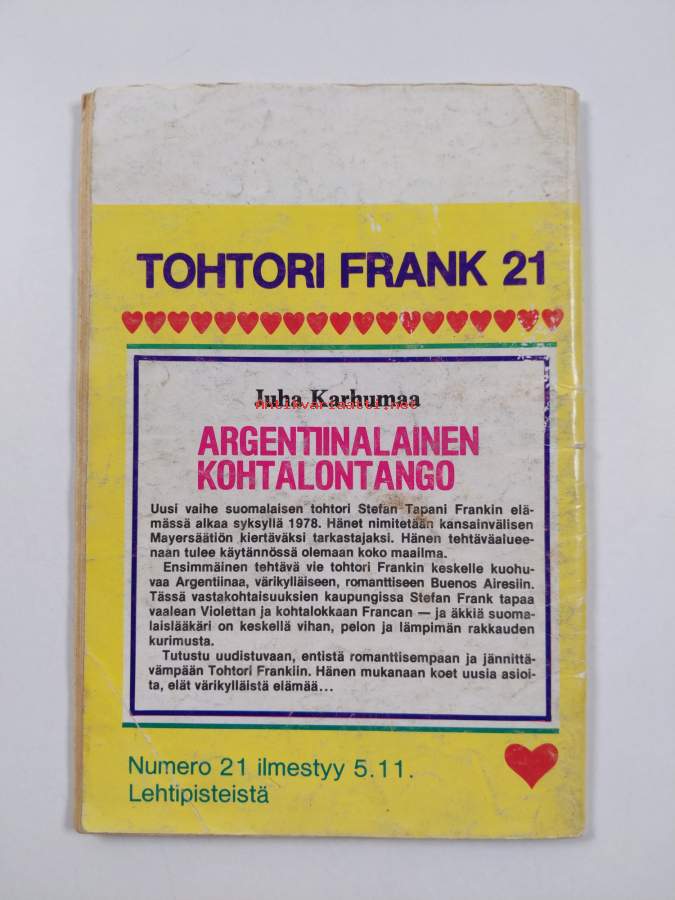 TOHTORI FRANK 21
Juha Karhumaa
Antikvariaatti.net
ARGENTIINALAINEN
KOHTALONTANGO
Uusi vaihe suomalaisen tohtori Stefan Tapani Frankin elä-
mässä alkaa syksyllä 1978. Hänet nimitetään kansainvälisen
Mayersäätiön kiertäväksi tarkastajaksi. Hänen tehtäväaluee-
naan tulee käytännössä olemaan koko maailma.
Ensimmäinen tehtävä vie tohtori Frankin keskelle kuohu-
vaa Argentiinaa, värikylläiseen, romanttiseen Buenos Airesiin.
Tässä vastakohtaisuuksien kaupungissa Stefan Frank tapaa
vaalean Violettan ja kohtalokkaan Francan — ja äkkiä suoma-
laislääkäri on keskellä vihan, pelon ja lämpimän rakkauden
kurimusta.
Tutustu uudistuvaan, entistä romanttisempaan ja jännittä-
vämpään Tohtori Frankiin. Hänen mukanaan koet uusia asioi-
ta, elät värikylläistä elämää...
Numero 21 ilmestyy 5.11.
Lehtipisteistä